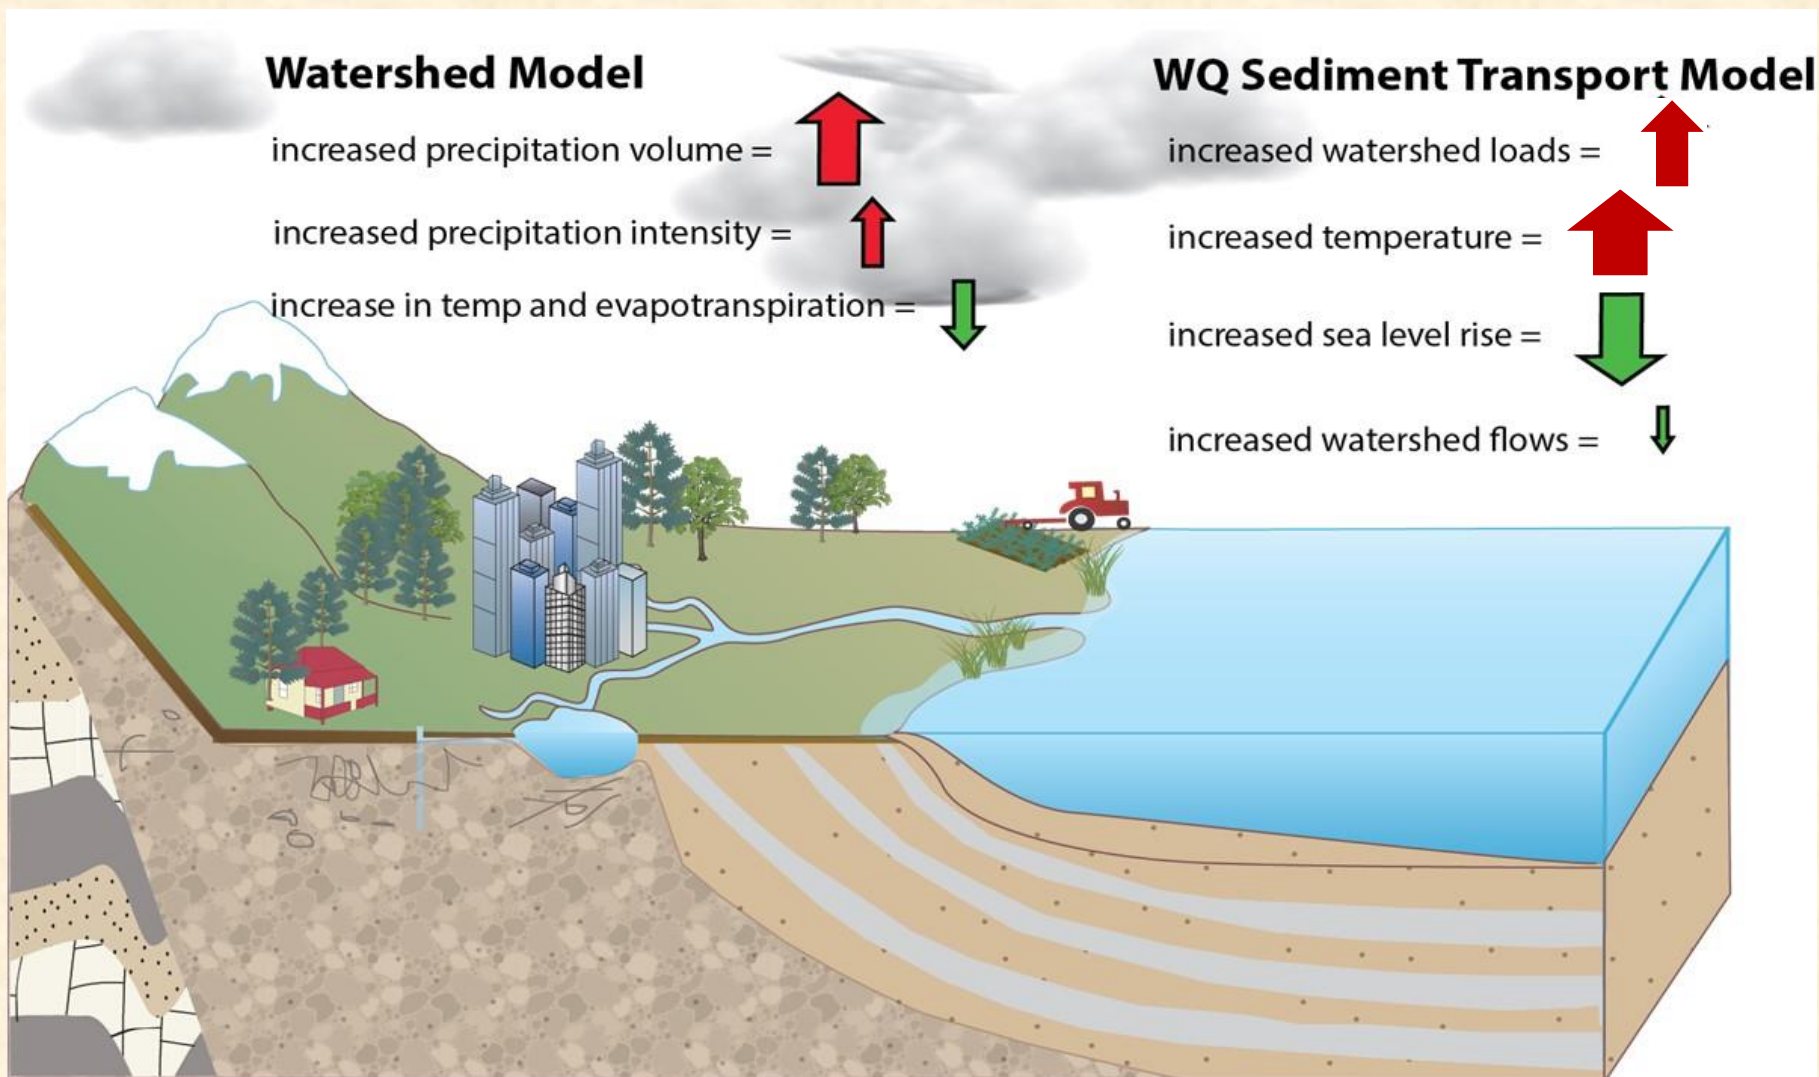 Watershed Model
increased precipitation volume =
increased precipitation intensity =
increase in temp and evapotranspiration =
WQ Sediment Transport Model
increased watershed loads =
increased temperature =
increased sea level rise =
increased watershed flows =